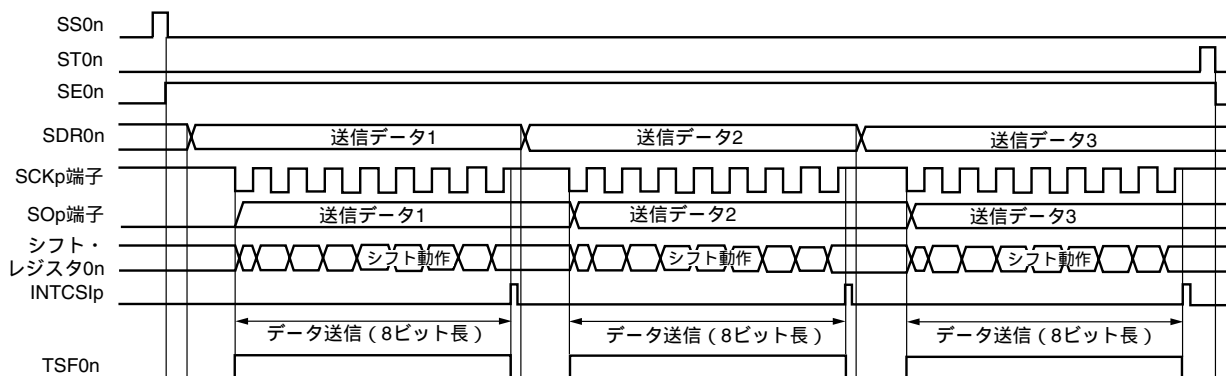 SS0n
ST0n
SE0n
SDR0n 送信データ1 送信データ2 送信データ3
SCKp端子
SOp端子 送信データ1 送信データ2 送信データ3
シフト・
レジスタ0n シフト動作 シフト動作 シフト動作
INTCSIp
データ送信（8ビット長） データ送信（8ビット長） データ送信（8ビット長）
TSF0n